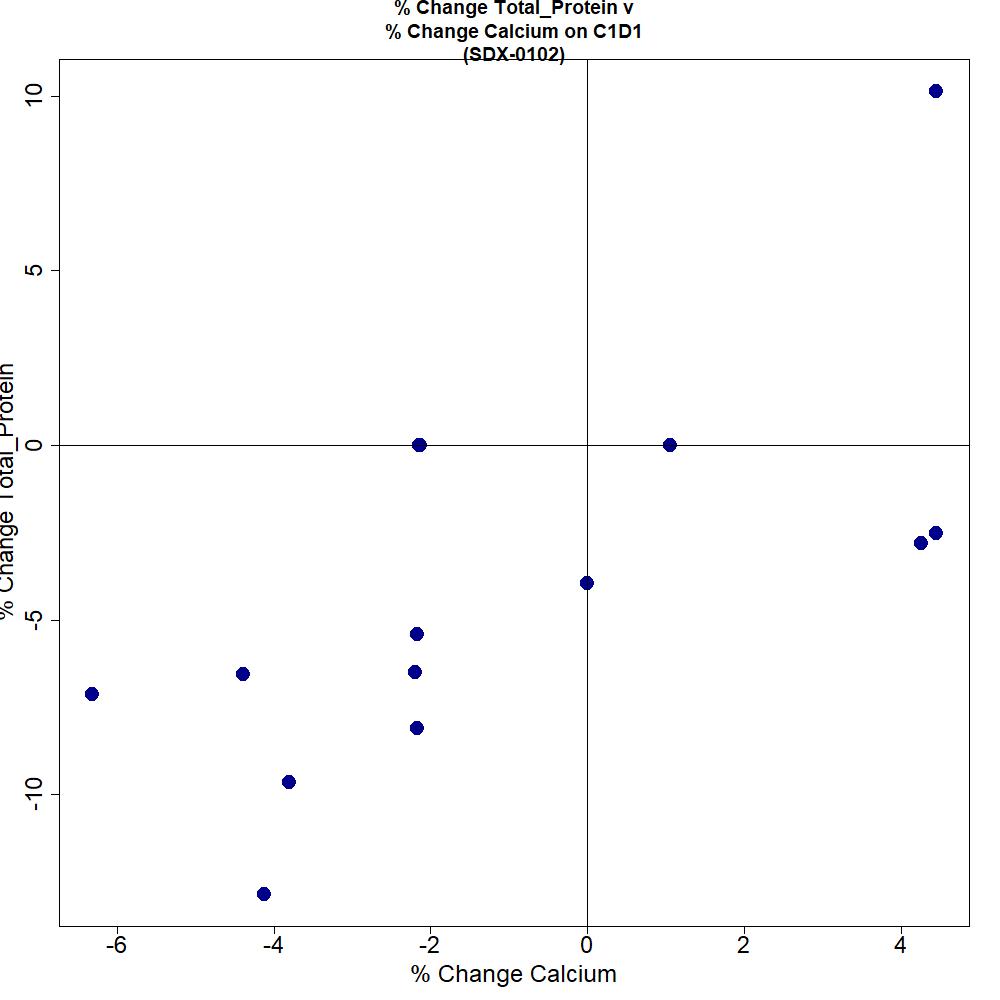 % Change Total_Protein v
% Change Calcium on C1D1
(SDX-0102)
10
5
0
-5
-10
% Change Total_Protein
-6
-4
-2
0
2
4
% Change Calcium